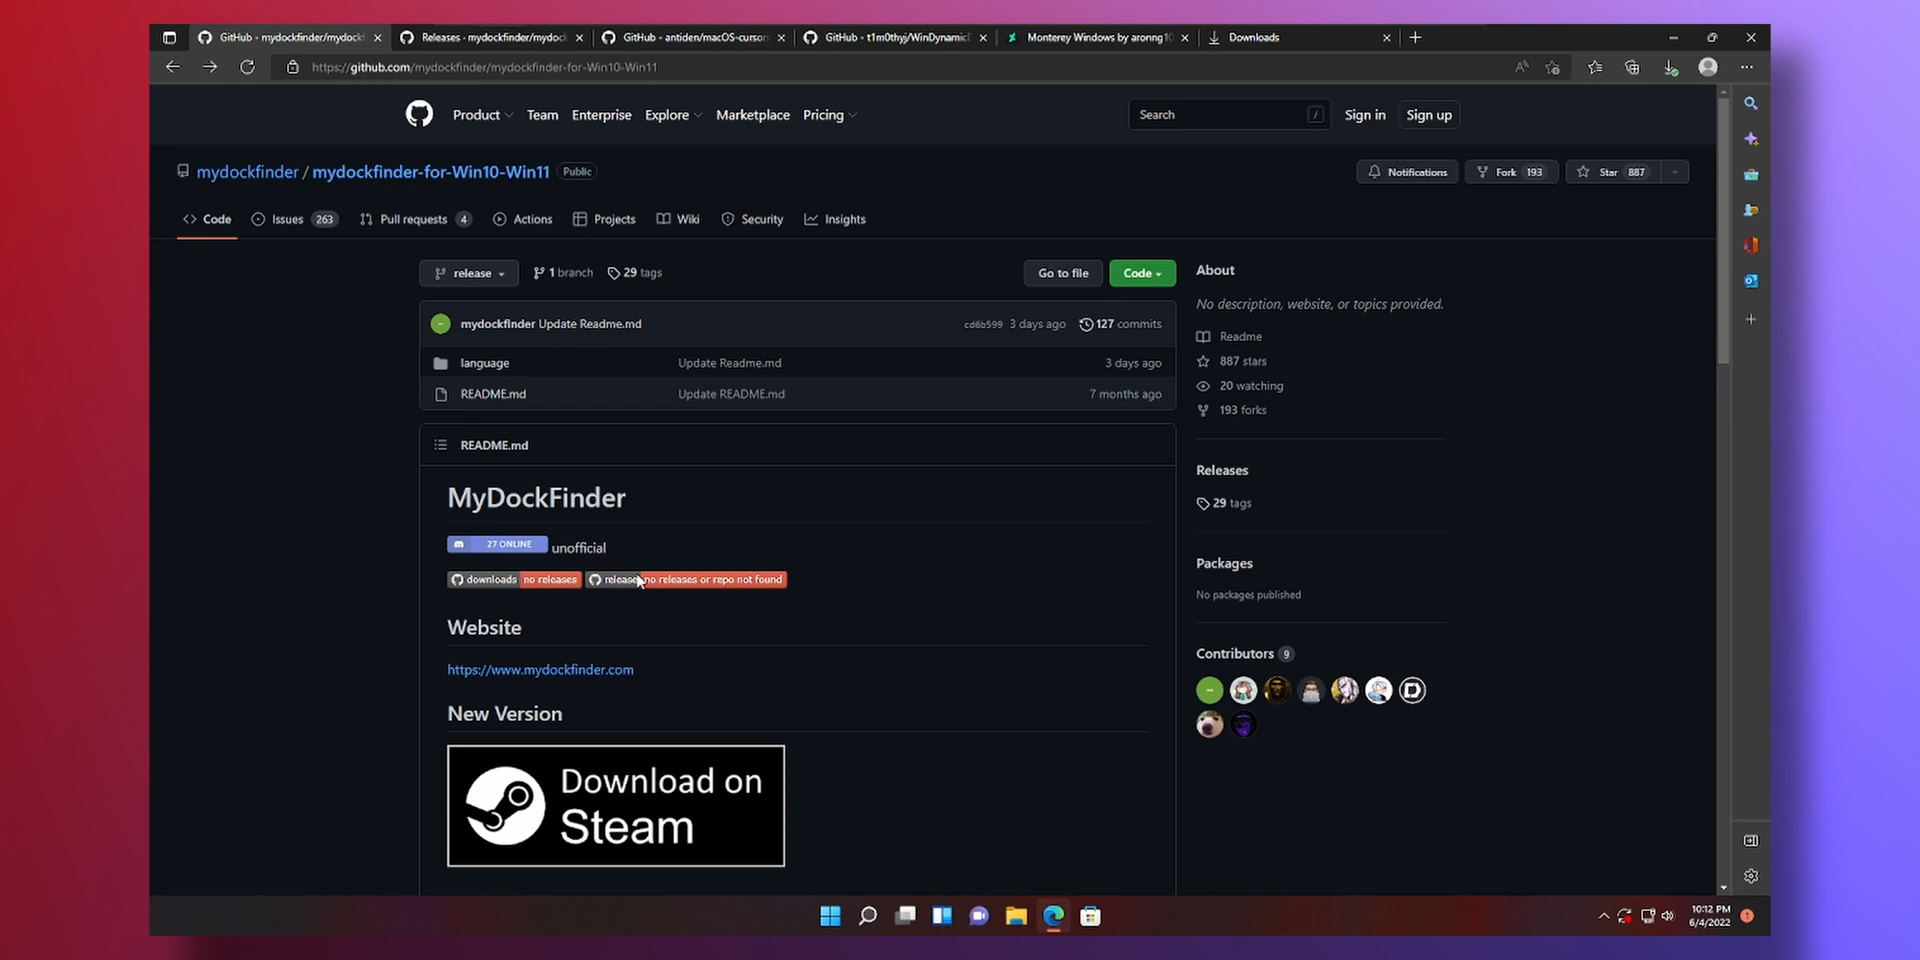 GitHub - mydockfinder/mydockf
Releases · mydockfinder/mydock
GitHub - antiden/macOS-cursor
GitHub - t1m0thyj/WinDynamicD
Monterey Windows by aronng1
Downloads
https://github.com/mydockfinder/mydockfinder-for-Win10-Win11
Product
Team
Enterprise
Explore
Marketplace
Pricing
Search
/
Sign in
Sign up
mydockfinder / mydockfinder-for-Win10-Win11
Public
Notifications
Fork 193
Star 887
Code
Issues 263
Pull requests 4
Actions
Projects
Wiki
Security
Insights
release
1 branch
29 tags
Go to file
Code
mydockfinder Update Readme.md
cd6b599 3 days ago
127 commits
language
Update Readme.md
3 days ago
README.md
Update README.md
7 months ago
README.md
MyDockFinder
27 ONLINE
unofficial
downloads no releases
release no releases or repo not found
Website
https://www.mydockfinder.com
New Version
Download on
Steam
About
No description, website, or topics provided.
Readme
887 stars
20 watching
193 forks
Releases
29 tags
Packages
No packages published
Contributors 9
10:12 PM
6/4/2022
1